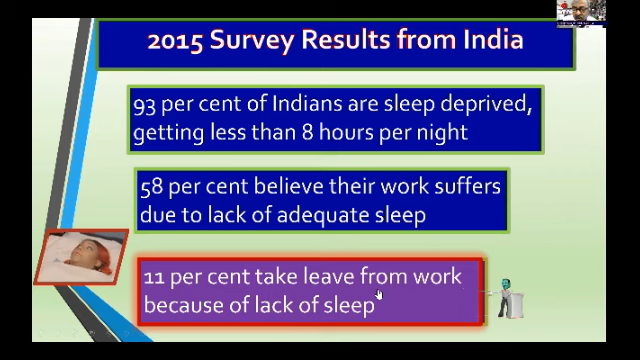 2015 Survey Results from India
93 per cent of Indians are sleep deprived,
getting less than 8 hours per night
58 per cent believe their work suffers
due to lack of adequate sleep
11 per cent take leave from work
because of lack of sleep